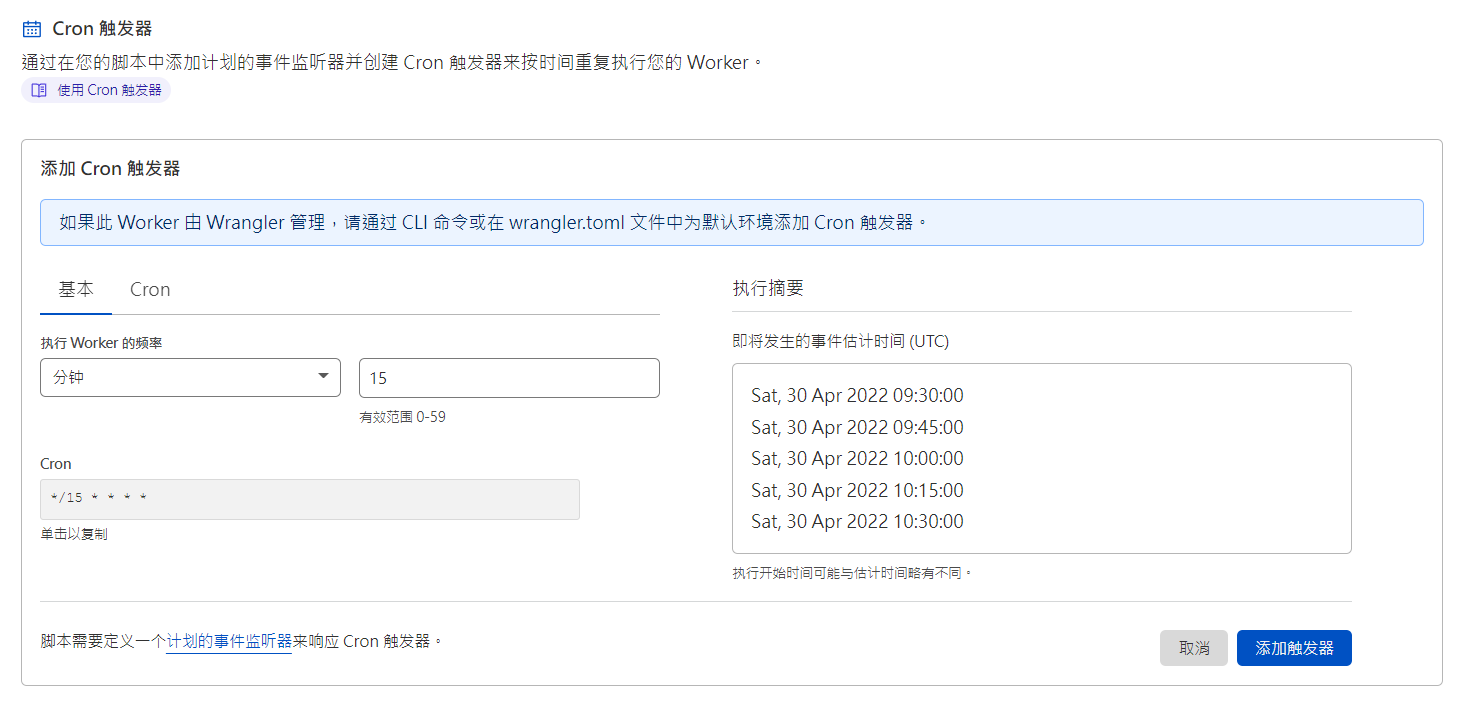 Cron 触发器
通过在您的脚本中添加计划的事件监听器并创建 Cron 触发器来按时间重复执行您的 Worker。
使用 Cron 触发器
添加 Cron 触发器
如果此 Worker 由 Wrangler 管理，请通过 CLI 命令或在 wrangler.toml 文件中为默认环境添加 Cron 触发器。
基本 Cron
执行 Worker 的频率
分钟 15
有效范围 0-59
Cron
*/15 * * * *
单击以复制
执行摘要
即将发生的事件估计时间 (UTC)
Sat, 30 Apr 2022 09:30:00
Sat, 30 Apr 2022 09:45:00
Sat, 30 Apr 2022 10:00:00
Sat, 30 Apr 2022 10:15:00
Sat, 30 Apr 2022 10:30:00
执行开始时间可能与估计时间略有不同。
脚本需要定义一个计划的事件监听器来响应 Cron 触发器。
取消 添加触发器